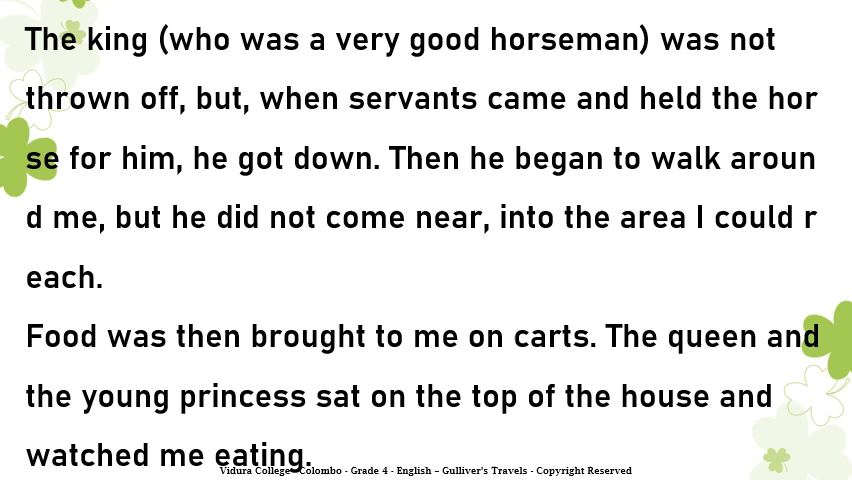 The king (who was a very good horseman) was not
thrown off, but, when servants came and held the hor
se for him, he got down. Then he began to walk aroun
d me, but he did not come near, into the area I could r
each.
Food was then brought to me on carts. The queen and
the young princess sat on the top of the house and
watched me eating.
Vidura College - Colombo - Grade 4 - English – Gulliver's Travels - Copyright Reserved